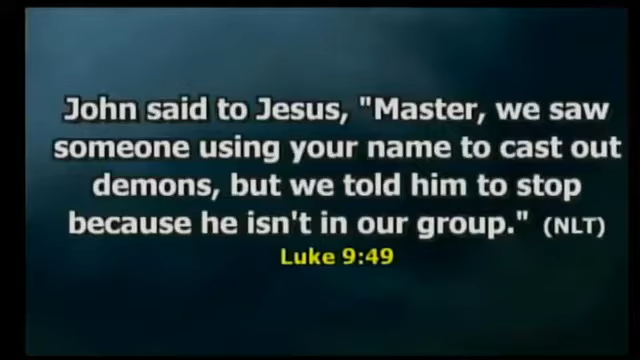 John said to Jesus, "Master, we saw
someone using your name to cast out
demons, but we told him to stop
because he isn't in our group." (NLT)
Luke 9:49